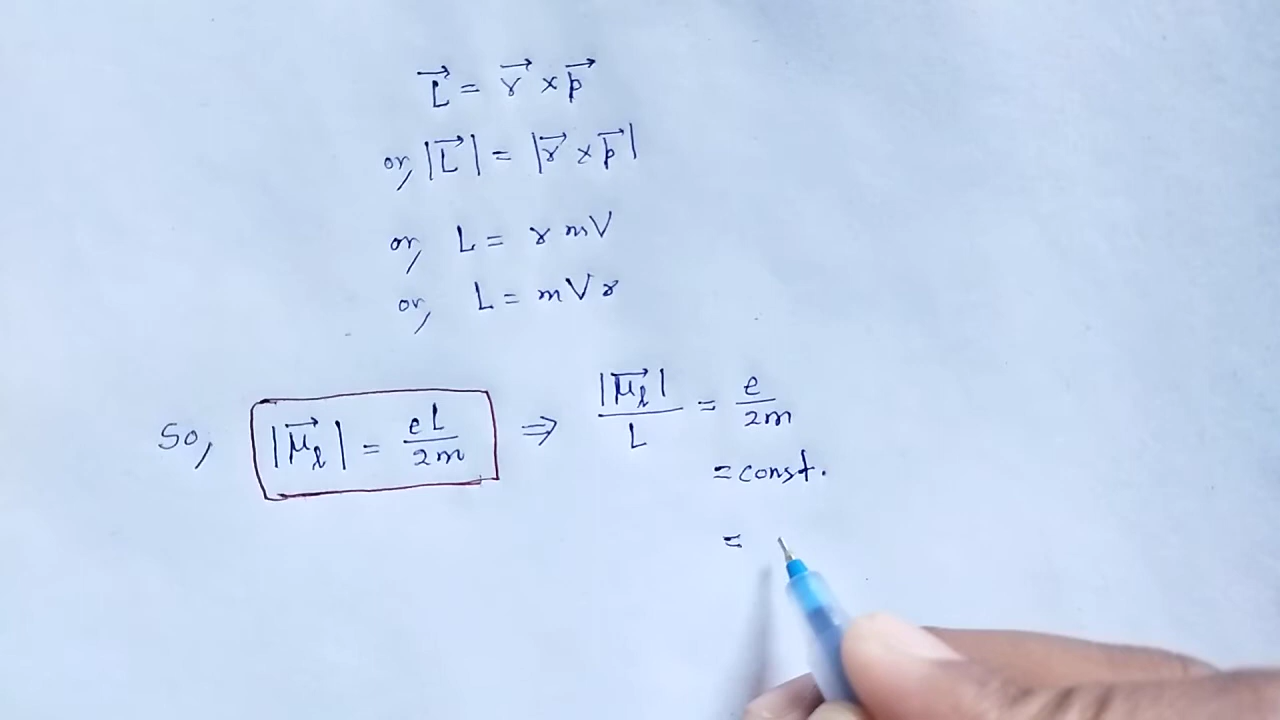 L⃗ = r⃗ × p⃗
or, |L⃗| = |r⃗ × p⃗|
or, L = r mV
or, L = mVr
So, |μ⃗ₗ| = eL/2m ⇒ |μ⃗ₗ|/L = e/2m
= const.
=